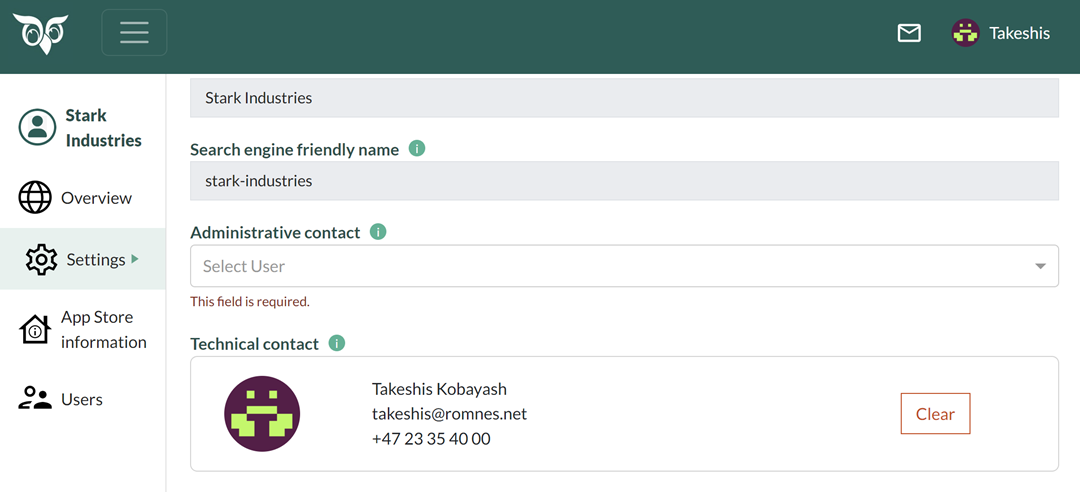 Takeshis
Stark
Industries
Overview
Settings
App Store
information
Users
Stark Industries
Search engine friendly name
stark-industries
Administrative contact
Select User
This field is required.
Technical contact
Takeshis Kobayash
takeshis@romnes.net
+47 23 35 40 00
Clear